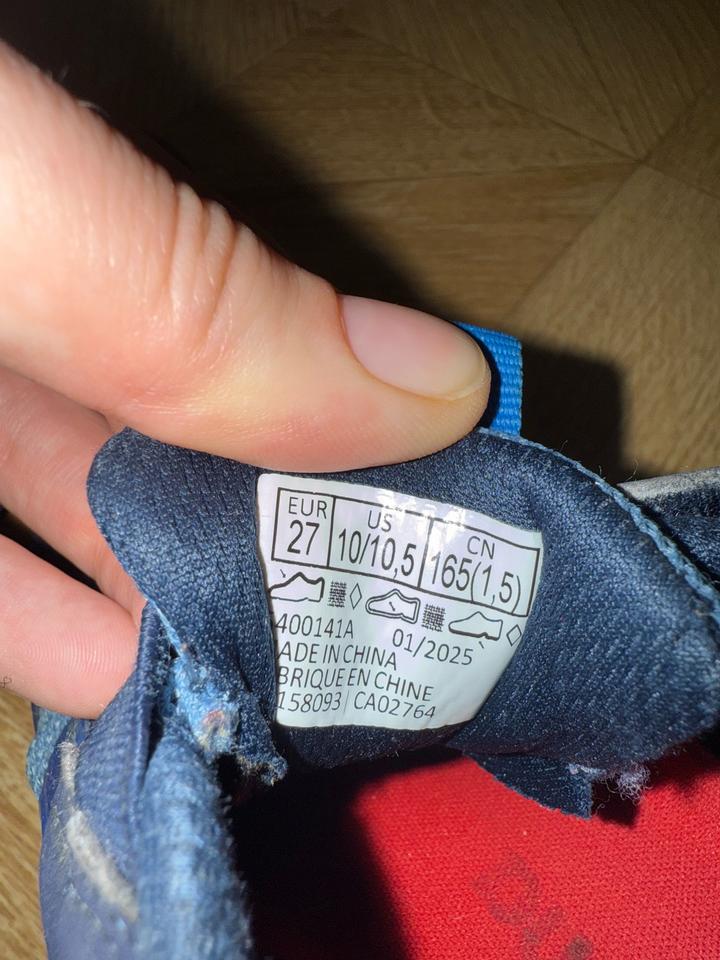 EUR US CN
27 10/10,5 165(1,5)
400141A 01/2025
ADE IN CHINA
BRIQUE EN CHINE
158093 CA02764